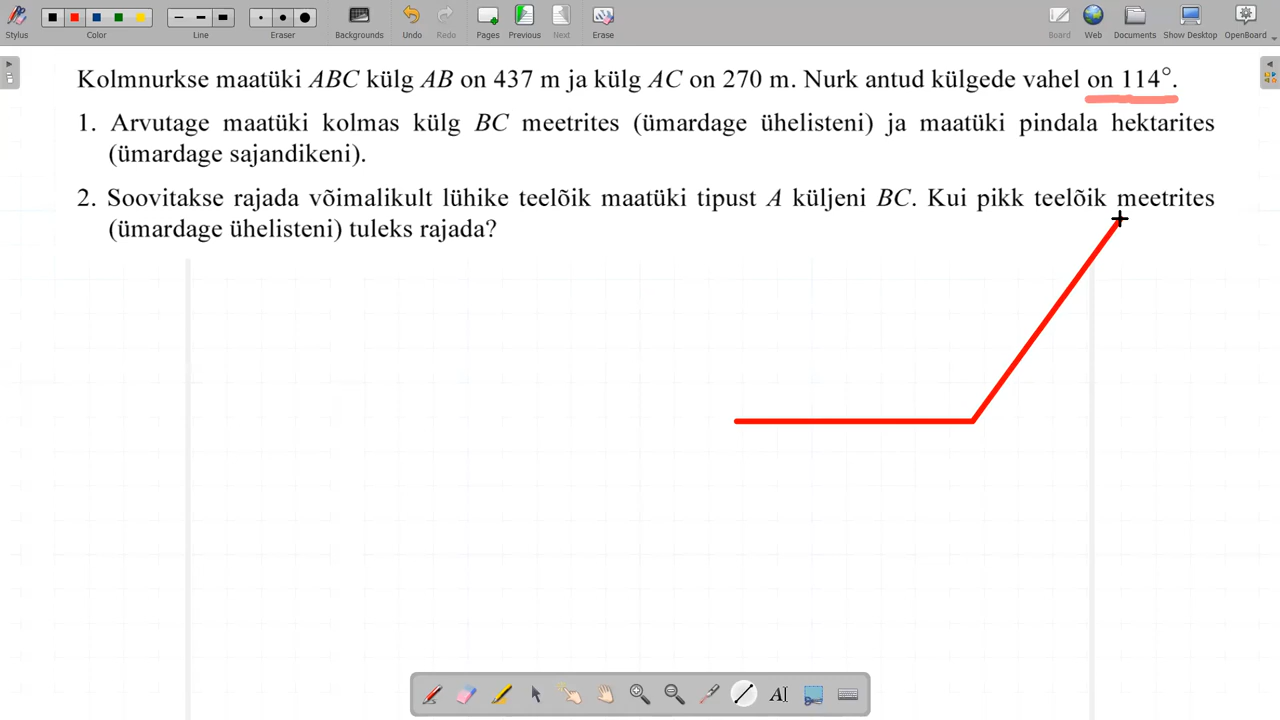 Stylus Color Line Eraser Backgrounds Undo Redo Pages Previous Next Erase Board Web Documents Show Desktop OpenBoard
Kolmnurkse maatüki ABC külg AB on 437 m ja külg AC on 270 m. Nurk antud külgede vahel on 114°.
1. Arvutage maatüki kolmas külg BC meetrites (ümardage ühelisteni) ja maatüki pindala hektarites
(ümardage sajandikeni).
2. Soovitakse rajada võimalikult lühike teelõik maatüki tipust A küljeni BC. Kui pikk teelõik meetrites
(ümardage ühelisteni) tuleks rajada?
AI